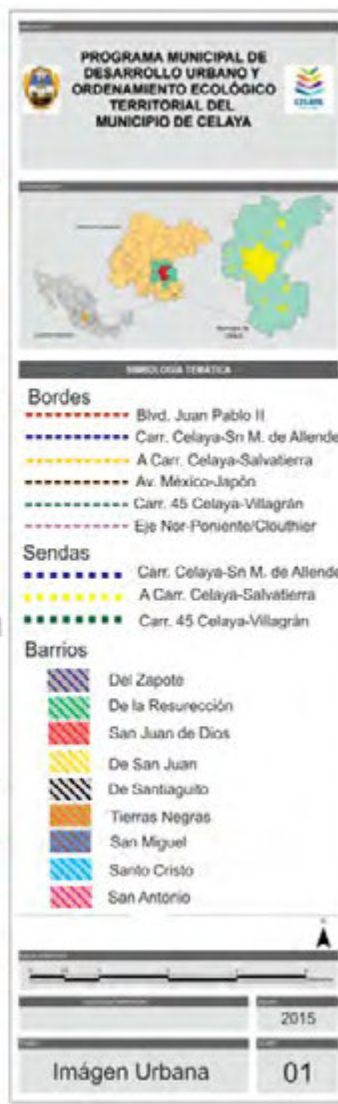 PROGRAMA MUNICIPAL DE
DESARROLLO URBANO Y
ORDENAMIENTO ECOLÓGICO
TERRITORIAL DEL
MUNICIPIO DE CELAYA
SIMBOLOGÍA TEMÁTICA
Bordes
Blvd. Juan Pablo II
Carr. Celaya-Sn M. de Allende
A Carr. Celaya-Salvatierra
Av. México-Japón
Carr. 45 Celaya-Villagrán
Eje Nor-Poniente/Clouthier
Sendas
Carr. Celaya-Sn M. de Allende
A Carr. Celaya-Salvatierra
Carr. 45 Celaya-Villagrán
Barrios
Del Zapote
De la Resurección
San Juan de Dios
De San Juan
De Santiaguito
Tierras Negras
San Miguel
Santo Cristo
San Antonio
2015
Imágen Urbana
01